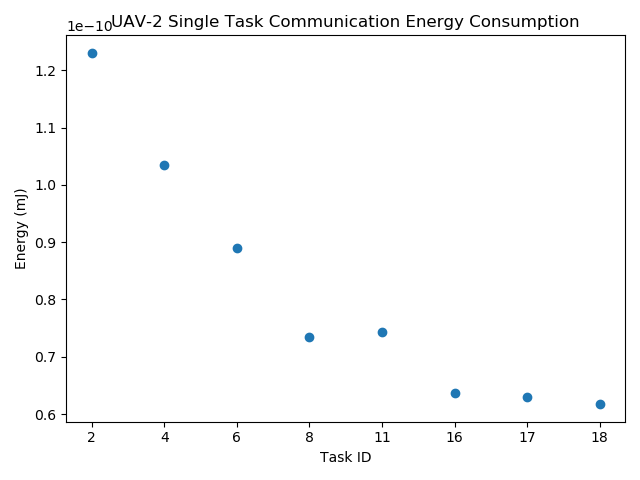 UAV-2 Single Task Communication Energy Consumption
1e−10
1.2
1.1
1.0
0.9
0.8
0.7
0.6
Energy (mJ)
2 4 6 8 11 16 17 18
Task ID